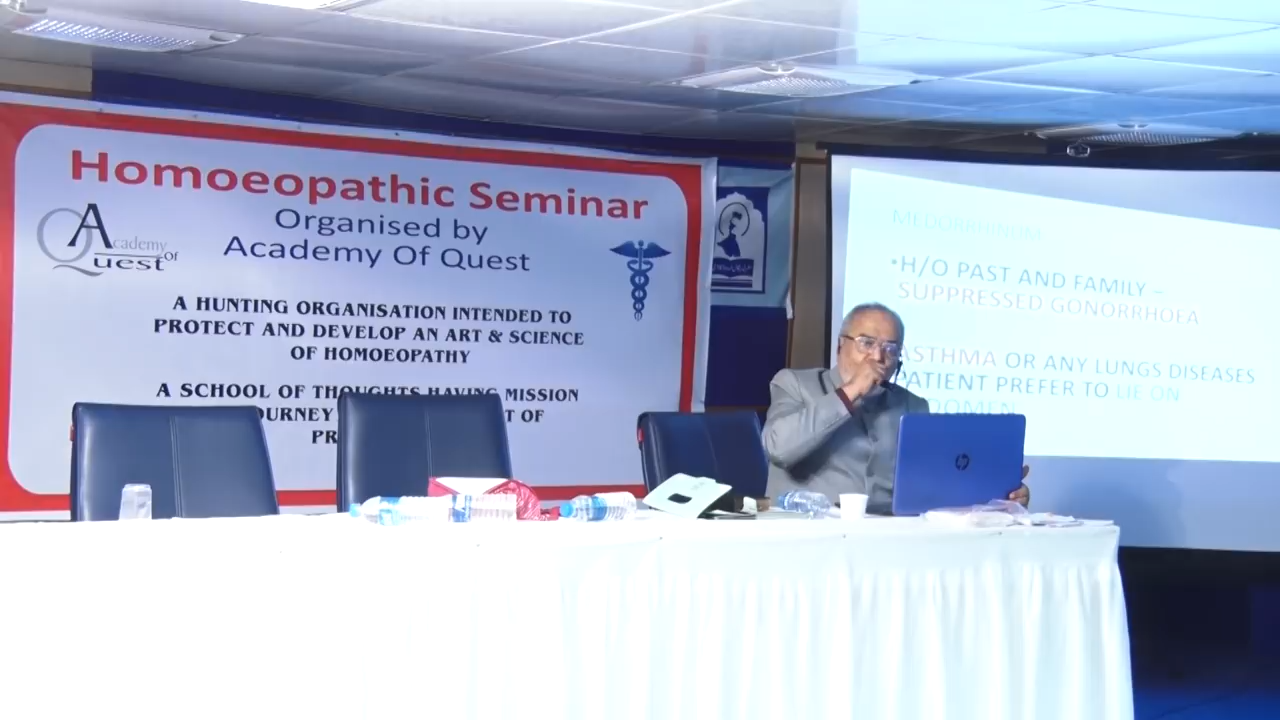 Homoeopathic Seminar
Organised by
Academy Of Quest
Academy
OF
Quest
A HUNTING ORGANISATION INTENDED TO
PROTECT AND DEVELOP AN ART & SCIENCE
OF HOMOEOPATHY
A SCHOOL OF THOUGHTS HAVING MISSION
OF
MEDORRHINUM
•H/O PAST AND FAMILY –
SUPPRESSED GONORRHOEA
ASTHMA OR ANY LUNGS DISEASES
PATIENT PREFER TO LIE ON
hp